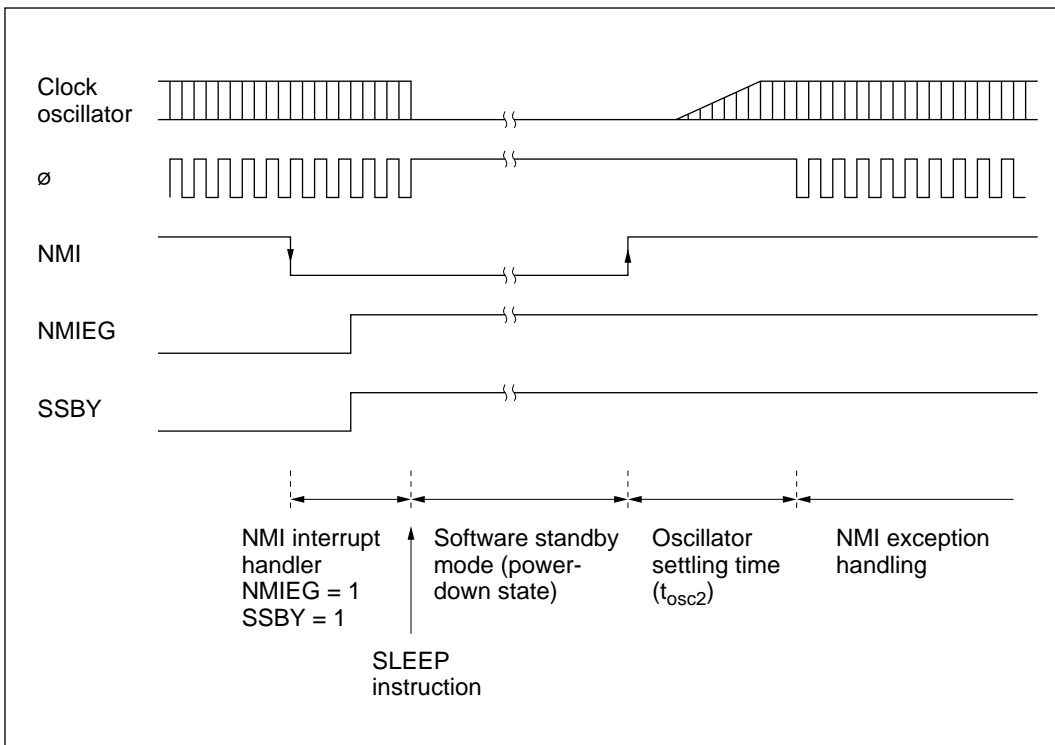 Clock
oscillator
ø
NMI
NMIEG
SSBY
NMI interrupt
handler
NMIEG = 1
SSBY = 1
Software standby
mode (power-
down state)
Oscillator
settling time
(tosc2)
NMI exception
handling
SLEEP
instruction